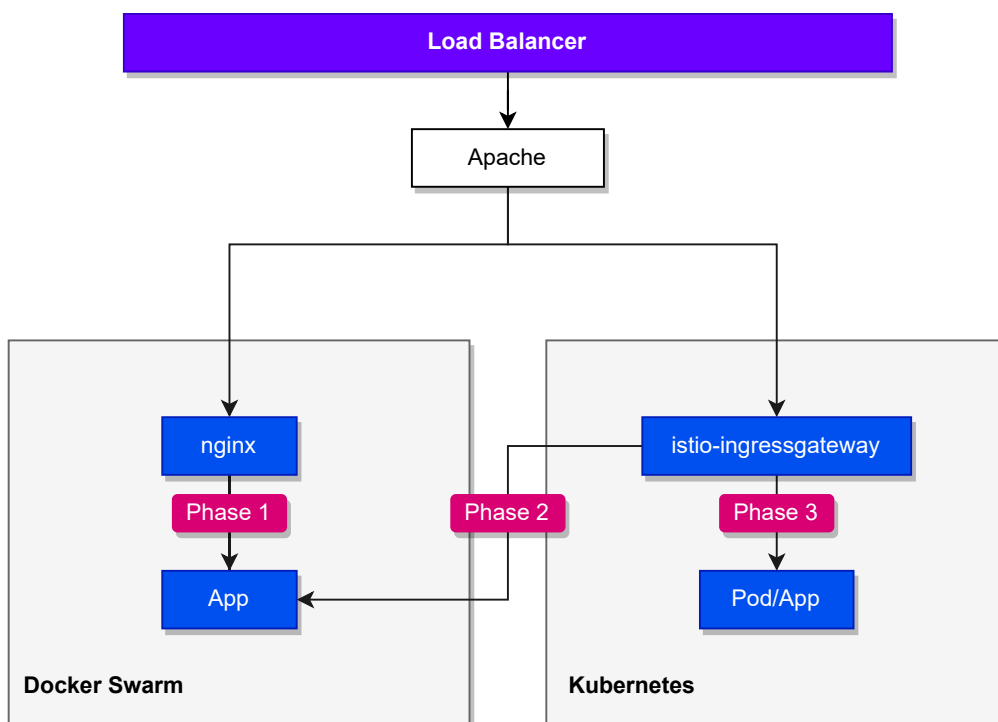 Load Balancer
Apache
nginx
istio-ingressgateway
Phase 1
Phase 2
Phase 3
App
Pod/App
Docker Swarm
Kubernetes